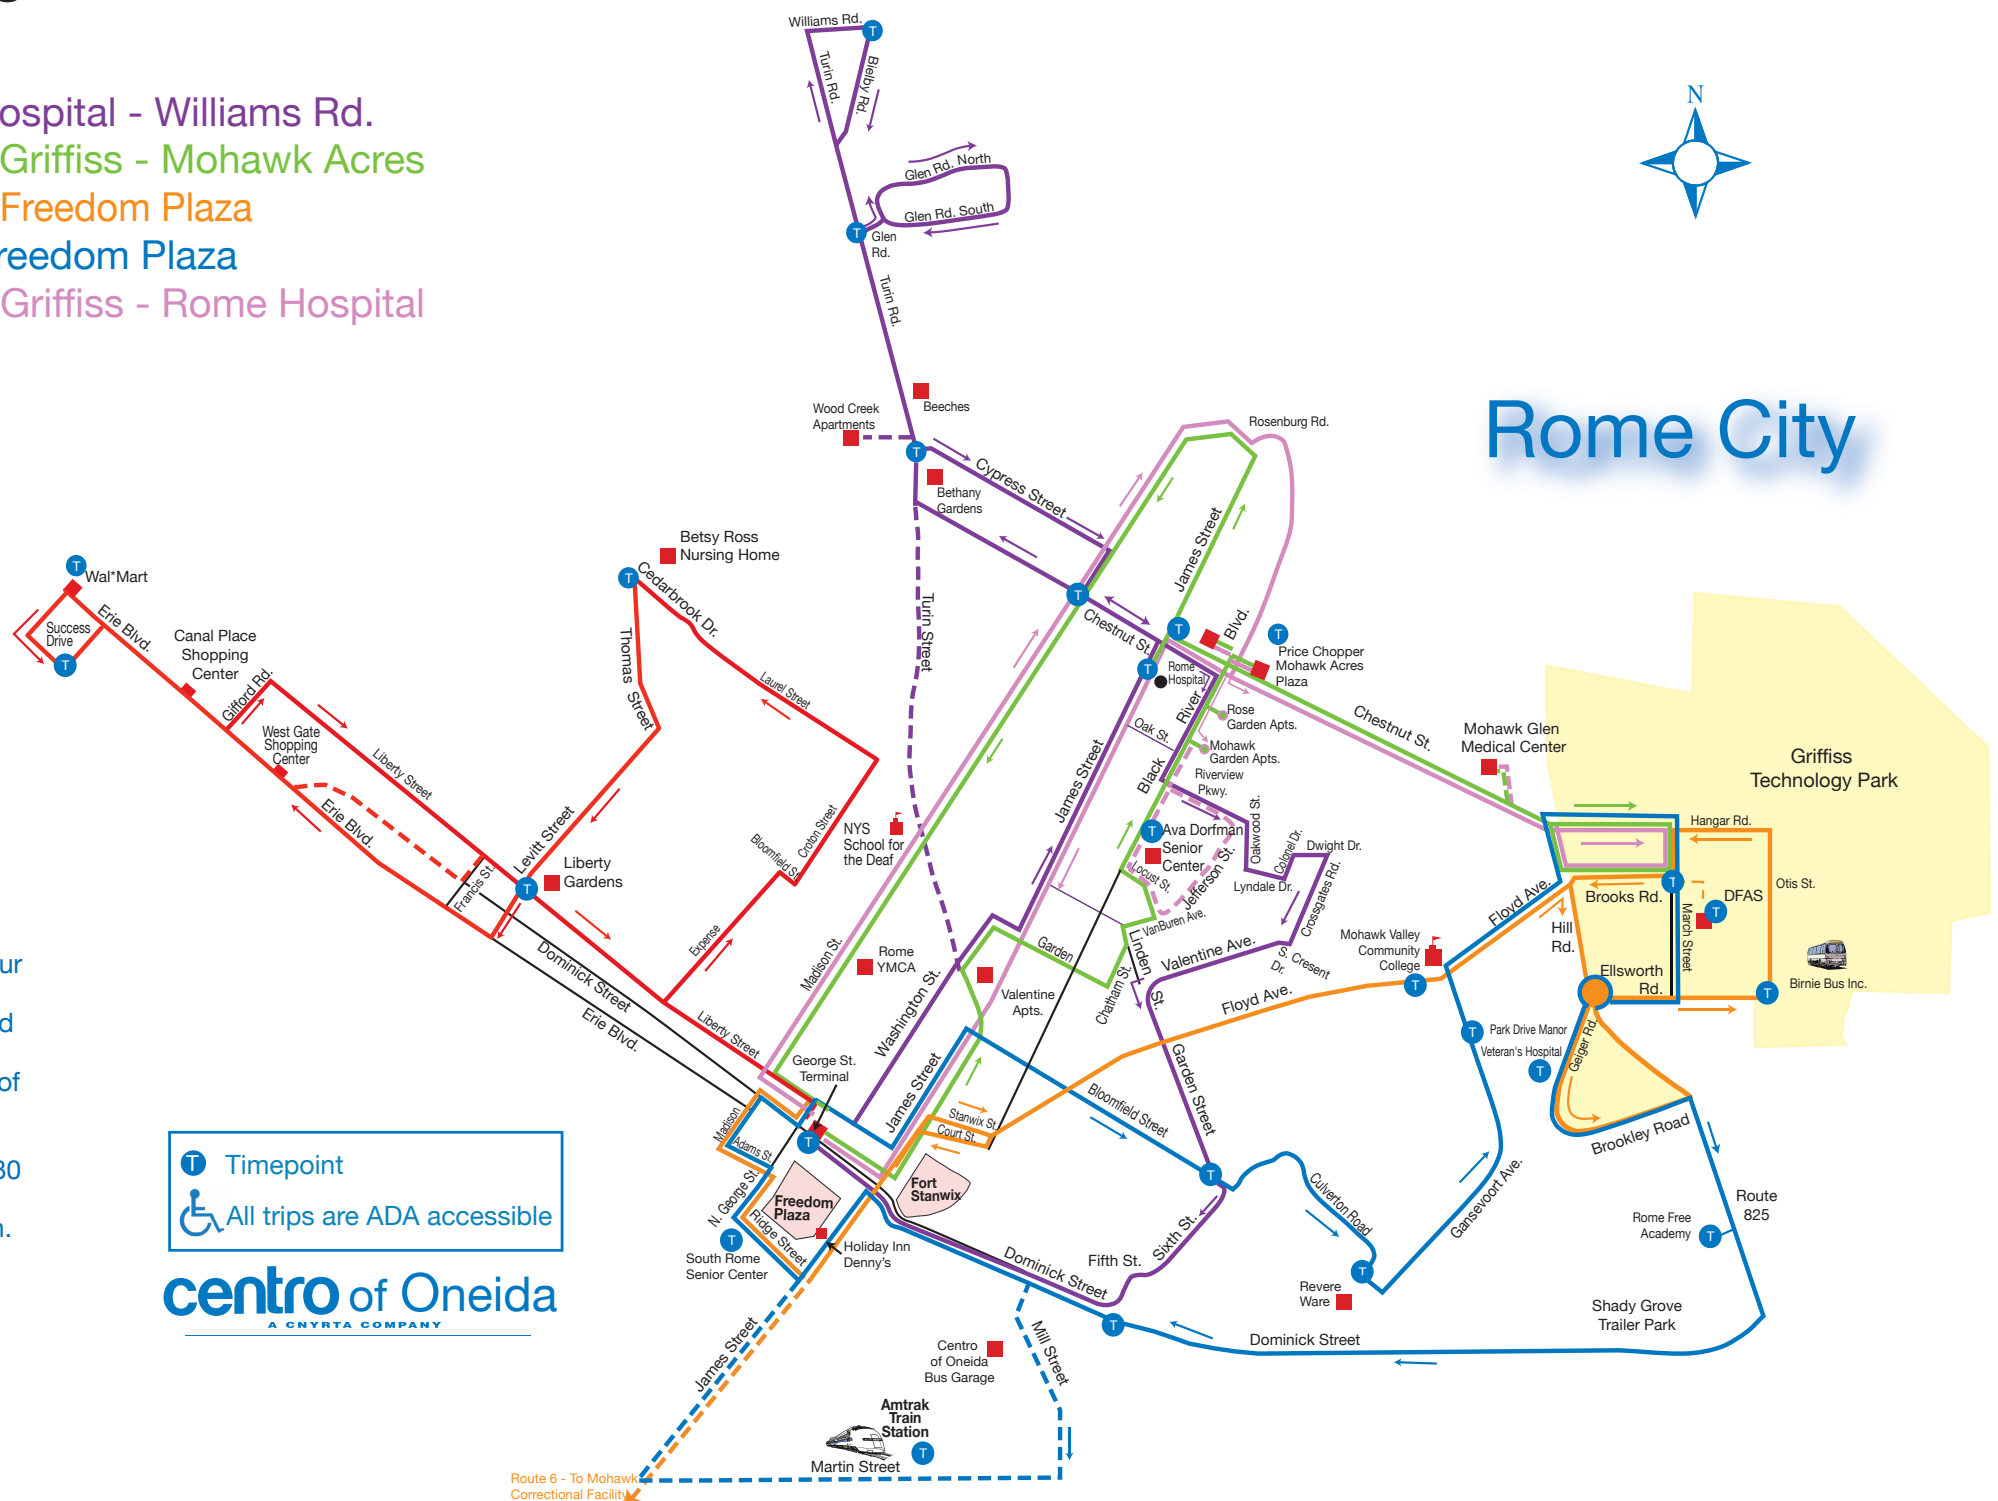 ospital - Williams Rd.
Griffiss - Mohawk Acres
Freedom Plaza
reedom Plaza
Griffiss - Rome Hospital
Williams Rd.
T
Turin Rd.
Bielby Rd.
Glen Rd. North
Glen Rd. South
T
Glen
Rd.
Turin Rd.
N
Rome City
Beeches
Wood Creek
Apartments
T
Cypress Street
Bethany
Gardens
Rosenburg Rd.
James Street
Betsy Ross
Nursing Home
T
Cedarbrook Dr.
T
Wal*Mart
Erie Blvd.
Success
Drive
T
Canal Place
Shopping
Center
Gifford Rd.
West Gate
Shopping
Center
Liberty Street
Erie Blvd.
Thomas Street
Laurel Street
Turin Street
T
Chestnut St.
T
Blvd.
T
Price Chopper
Mohawk Acres
Plaza
T
Rome
Hospital
River
Rose
Garden Apts.
Oak St.
Mohawk
Garden Apts.
Riverview
Pkwy.
Black
Chestnut St.
Mohawk Glen
Medical Center
Griffiss
Technology Park
Hangar Rd.
James Street
T
Ava Dorfman
Senior
Center
Oakwood St.
Colonel Dr.
Dwight Dr.
Locust St.
Jefferson St.
Lyndale Dr.
Crossgates Rd.
VanBuren Ave.
Levitt Street
Liberty
Gardens
T
Francis St.
Bloomfield St.
Croton Street
NYS
School for
the Deaf
Expense
Dominick Street
Erie Blvd.
Liberty Street
Madison St.
Rome
YMCA
Washington St.
Garden
Valentine
Apts.
Chatham St.
Linden St.
Valentine Ave.
S. Cresent
Dr.
Floyd Ave.
Mohawk Valley
Community
College
T
Floyd Ave.
Brooks Rd.
T
DFAS
T
Otis St.
Hill
Rd.
March Street
Ellsworth
Rd.
Birnie Bus Inc.
T
T
Park Drive Manor
Veteran's Hospital
T
Geiger Rd.
Brookley Road
George St.
Terminal
T
James Street
Stanwix St.
Court St.
Bloomfield Street
Garden Street
T
Madison
Adams St.
N. George St.
Freedom
Plaza
Ridge Street
Fort
Stanwix
T
South Rome
Senior Center
Holiday Inn
Denny's
Dominick Street
Fifth St.
Sixth St.
Culverton Road
Gansevoort Ave.
T
Revere
Ware
Rome Free
Academy
T
Route
825
Shady Grove
Trailer Park
T
Dominick Street
James Street
Mill Street
Centro
of Oneida
Bus Garage
Amtrak
Train
Station
T
Martin Street
Route 6 - To Mohawk
Correctional Facility
ur
d
of
30
T Timepoint
All trips are ADA accessible
centro of Oneida
A CNYRTA COMPANY